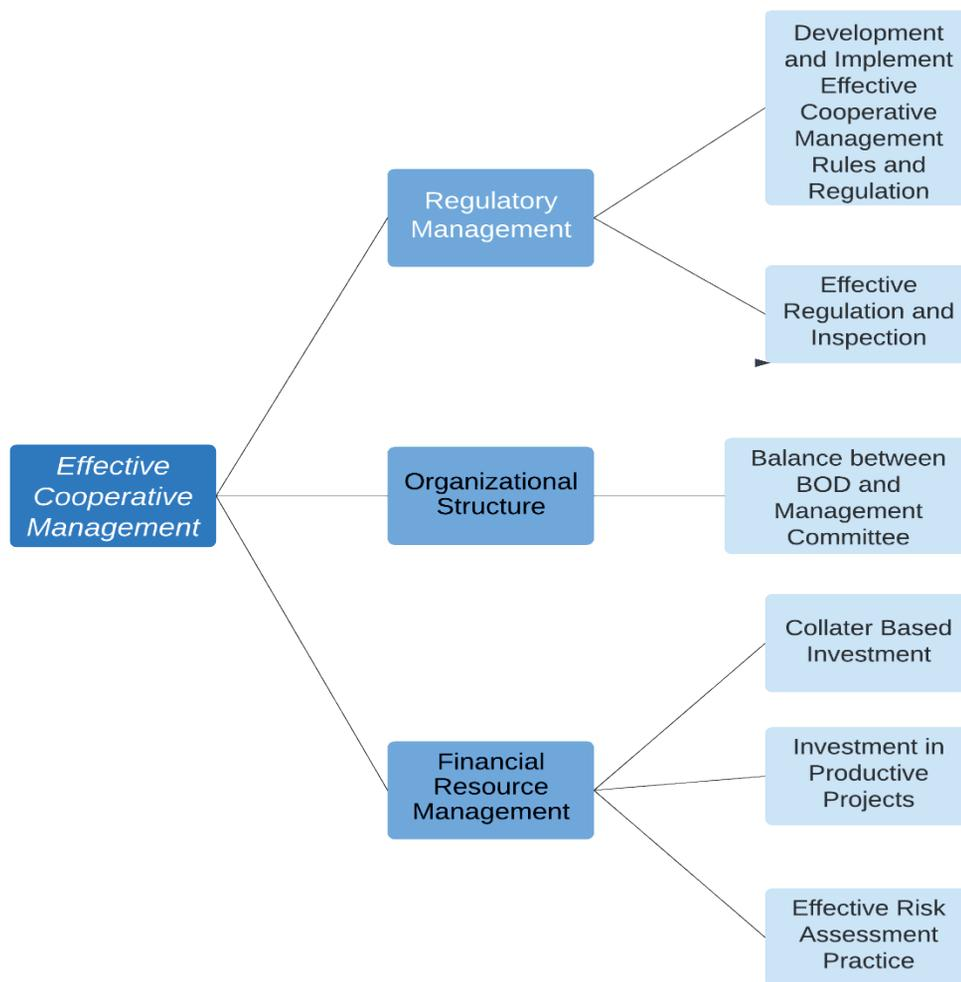 Development
and Implement
Effective
Cooperative
Management
Rules and
Regulation
Regulatory
Management
Effective
Regulation and
Inspection
Effective
Cooperative
Management
Organizational
Structure
Balance between
BOD and
Management
Committee
Collater Based
Investment
Financial
Resource
Management
Investment in
Productive
Projects
Effective Risk
Assessment
Practice